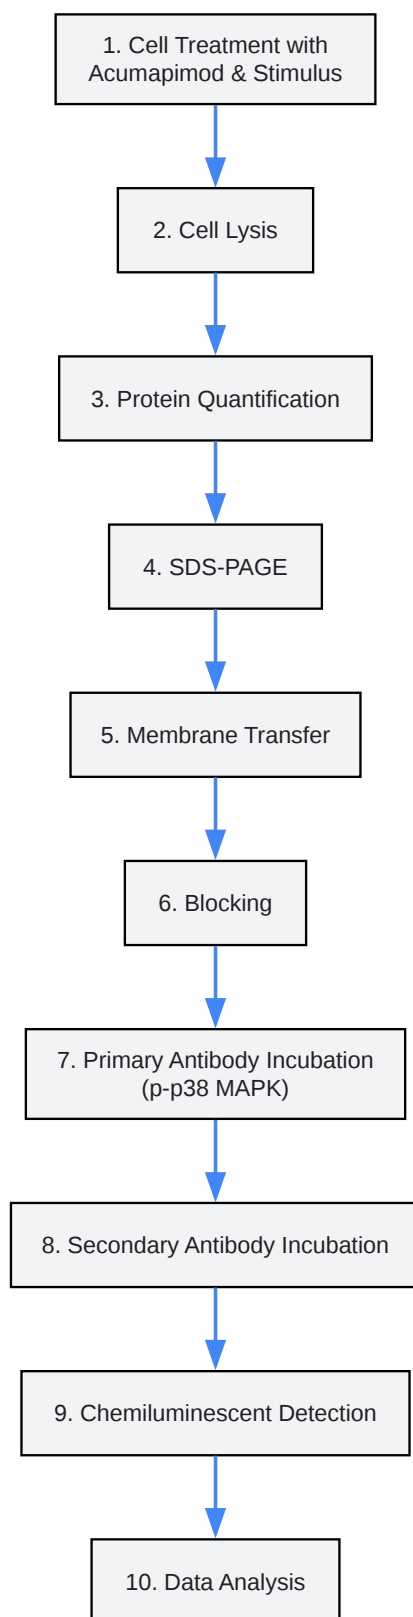 1. Cell Treatment with
Acumapimod & Stimulus
2. Cell Lysis
3. Protein Quantification
4. SDS-PAGE
5. Membrane Transfer
6. Blocking
7. Primary Antibody Incubation
(p-p38 MAPK)
8. Secondary Antibody Incubation
9. Chemiluminescent Detection
10. Data Analysis